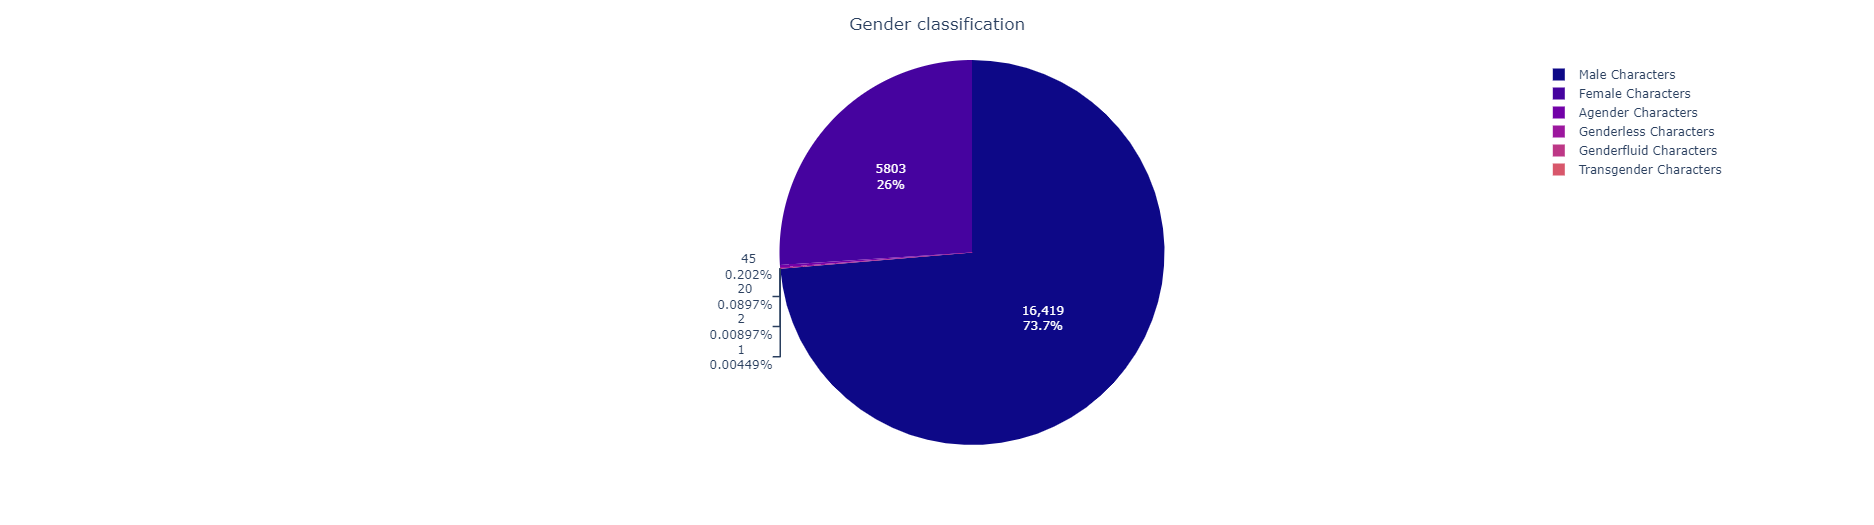 Gender classification
5803
26%
45
0.202%
20
0.0897%
2
0.00897%
1
0.00449%
16,419
73.7%
Male Characters
Female Characters
Agender Characters
Genderless Characters
Genderfluid Characters
Transgender Characters